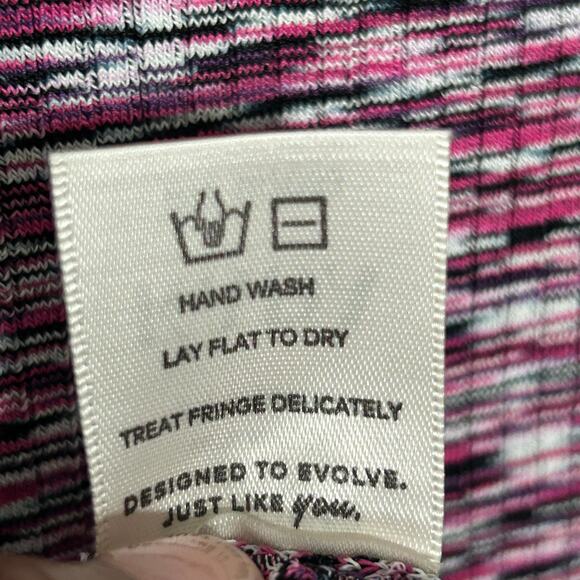 HAND WASH
LAY FLAT TO DRY
TREAT FRINGE DELICATELY
DESIGNED TO EVOLVE.
JUST LIKE you.